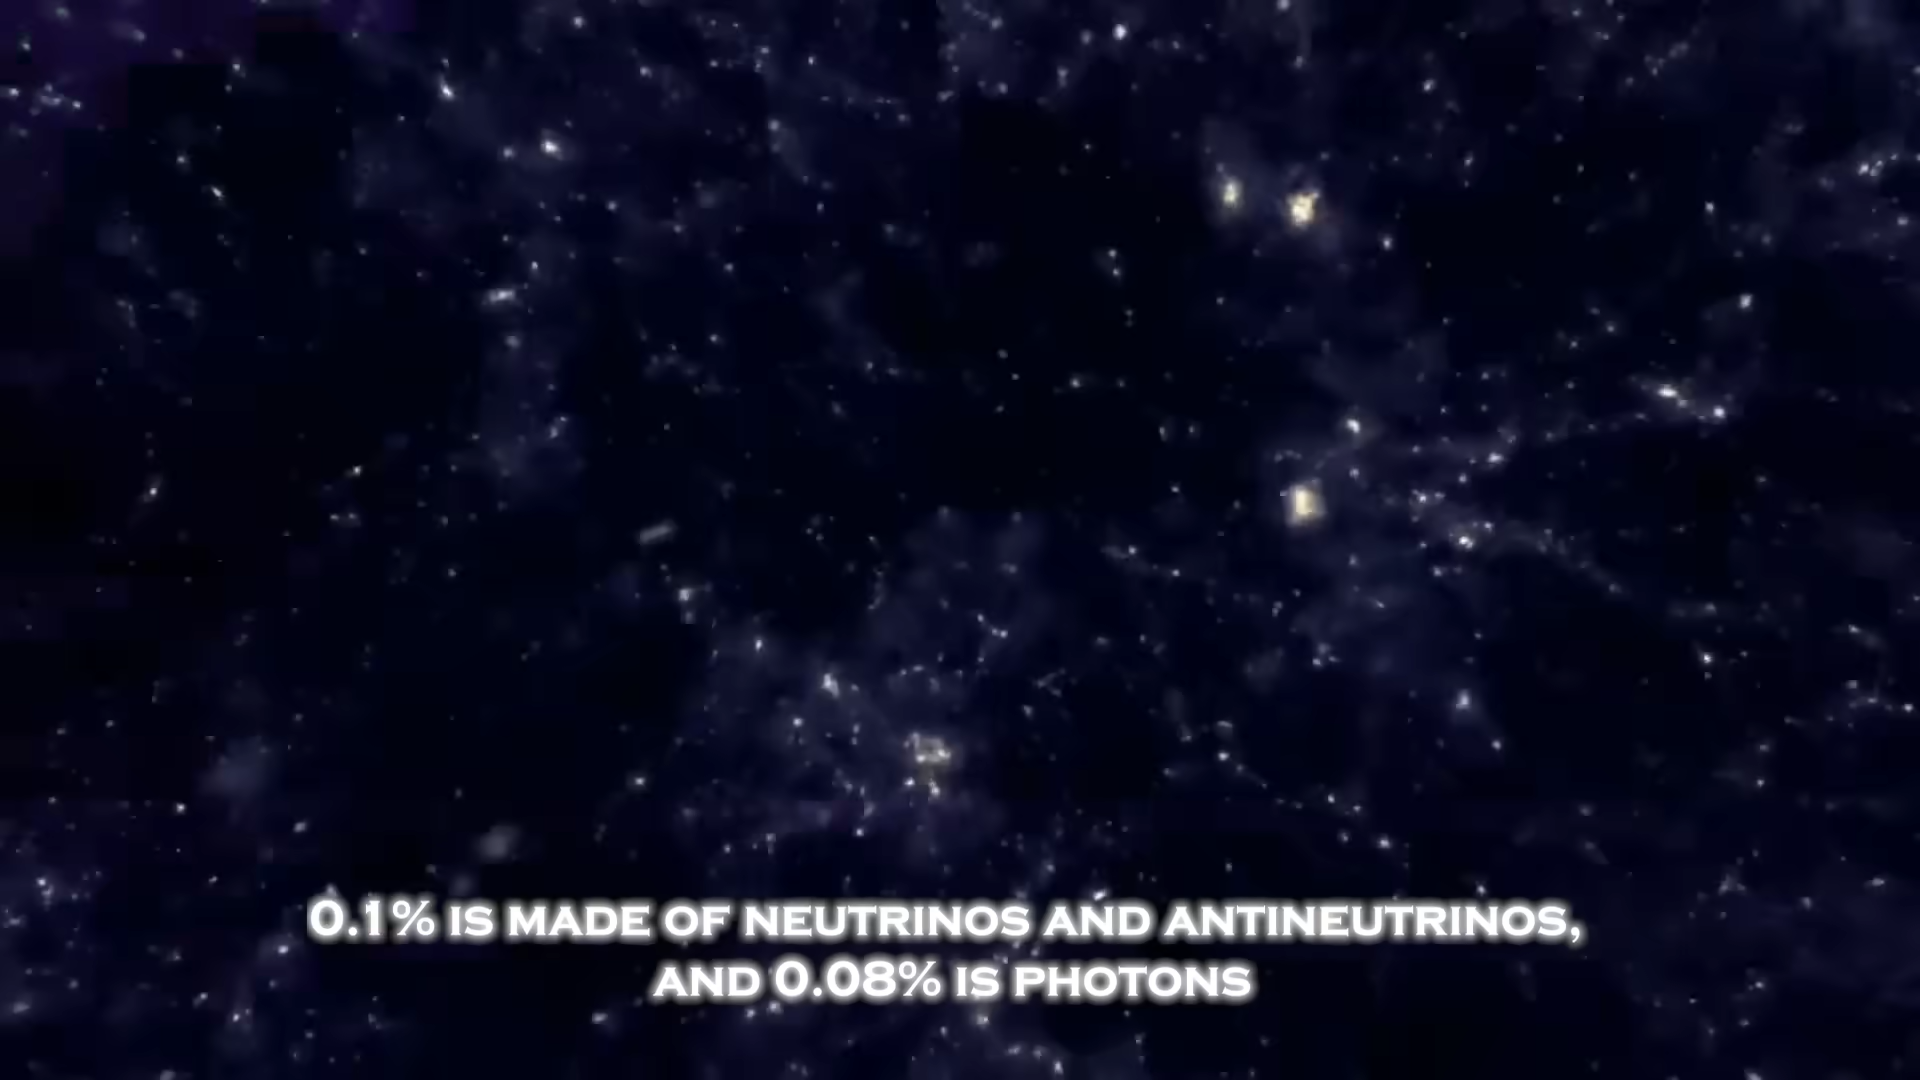 0.1% IS MADE OF NEUTRINOS AND ANTINEUTRINOS,
AND 0.08% IS PHOTONS